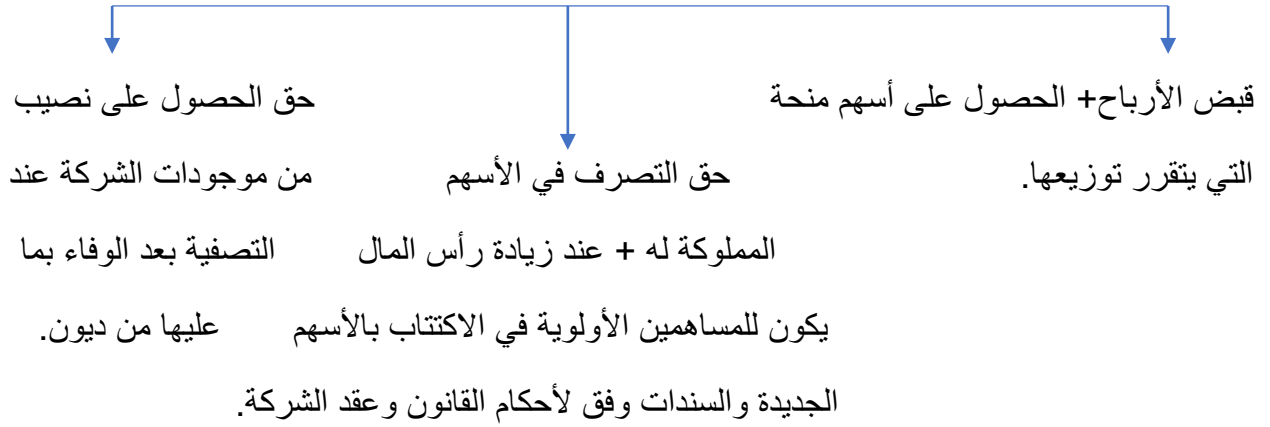 قبض الأرباح+ الحصول على أسهم منحة
التي يتقرر توزيعها.
حق التصرف في الأسهم
المملوكة له + عند زيادة رأس المال
يكون للمساهمين الأولوية في الاكتتاب بالأسهم
الجديدة والسندات وفق لأحكام القانون وعقد الشركة.
حق الحصول على نصيب
من موجودات الشركة عند
التصفية بعد الوفاء بما
عليها من ديون.